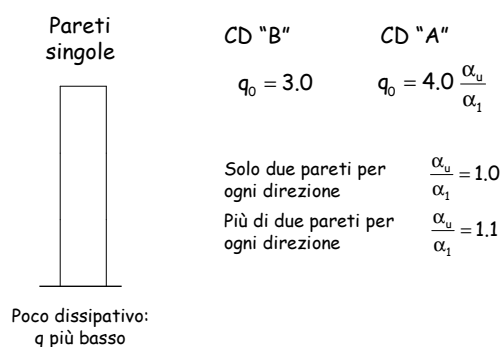 Pareti
singole
CD “B”
CD “A”
q₀ = 3.0
q₀ = 4.0 αᵤ/α₁
Solo due pareti per
ogni direzione
αᵤ/α₁ = 1.0
Più di due pareti per
ogni direzione
αᵤ/α₁ = 1.1
Poco dissipativo:
q più basso